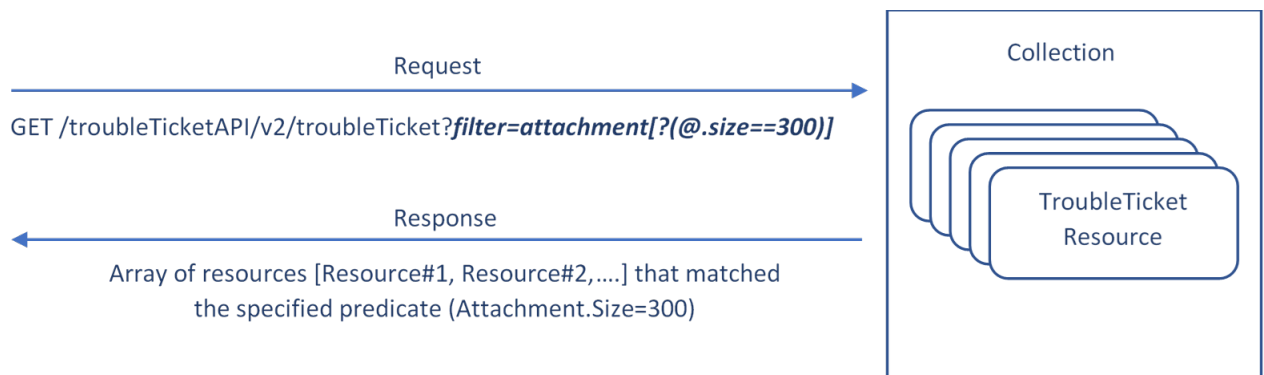 Request
GET /troubleTicketAPI/v2/troubleTicket?filter=attachment[?(@.size==300)]
Response
Array of resources [Resource#1, Resource#2,....] that matched
the specified predicate (Attachment.Size=300)
Collection
TroubleTicket
Resource